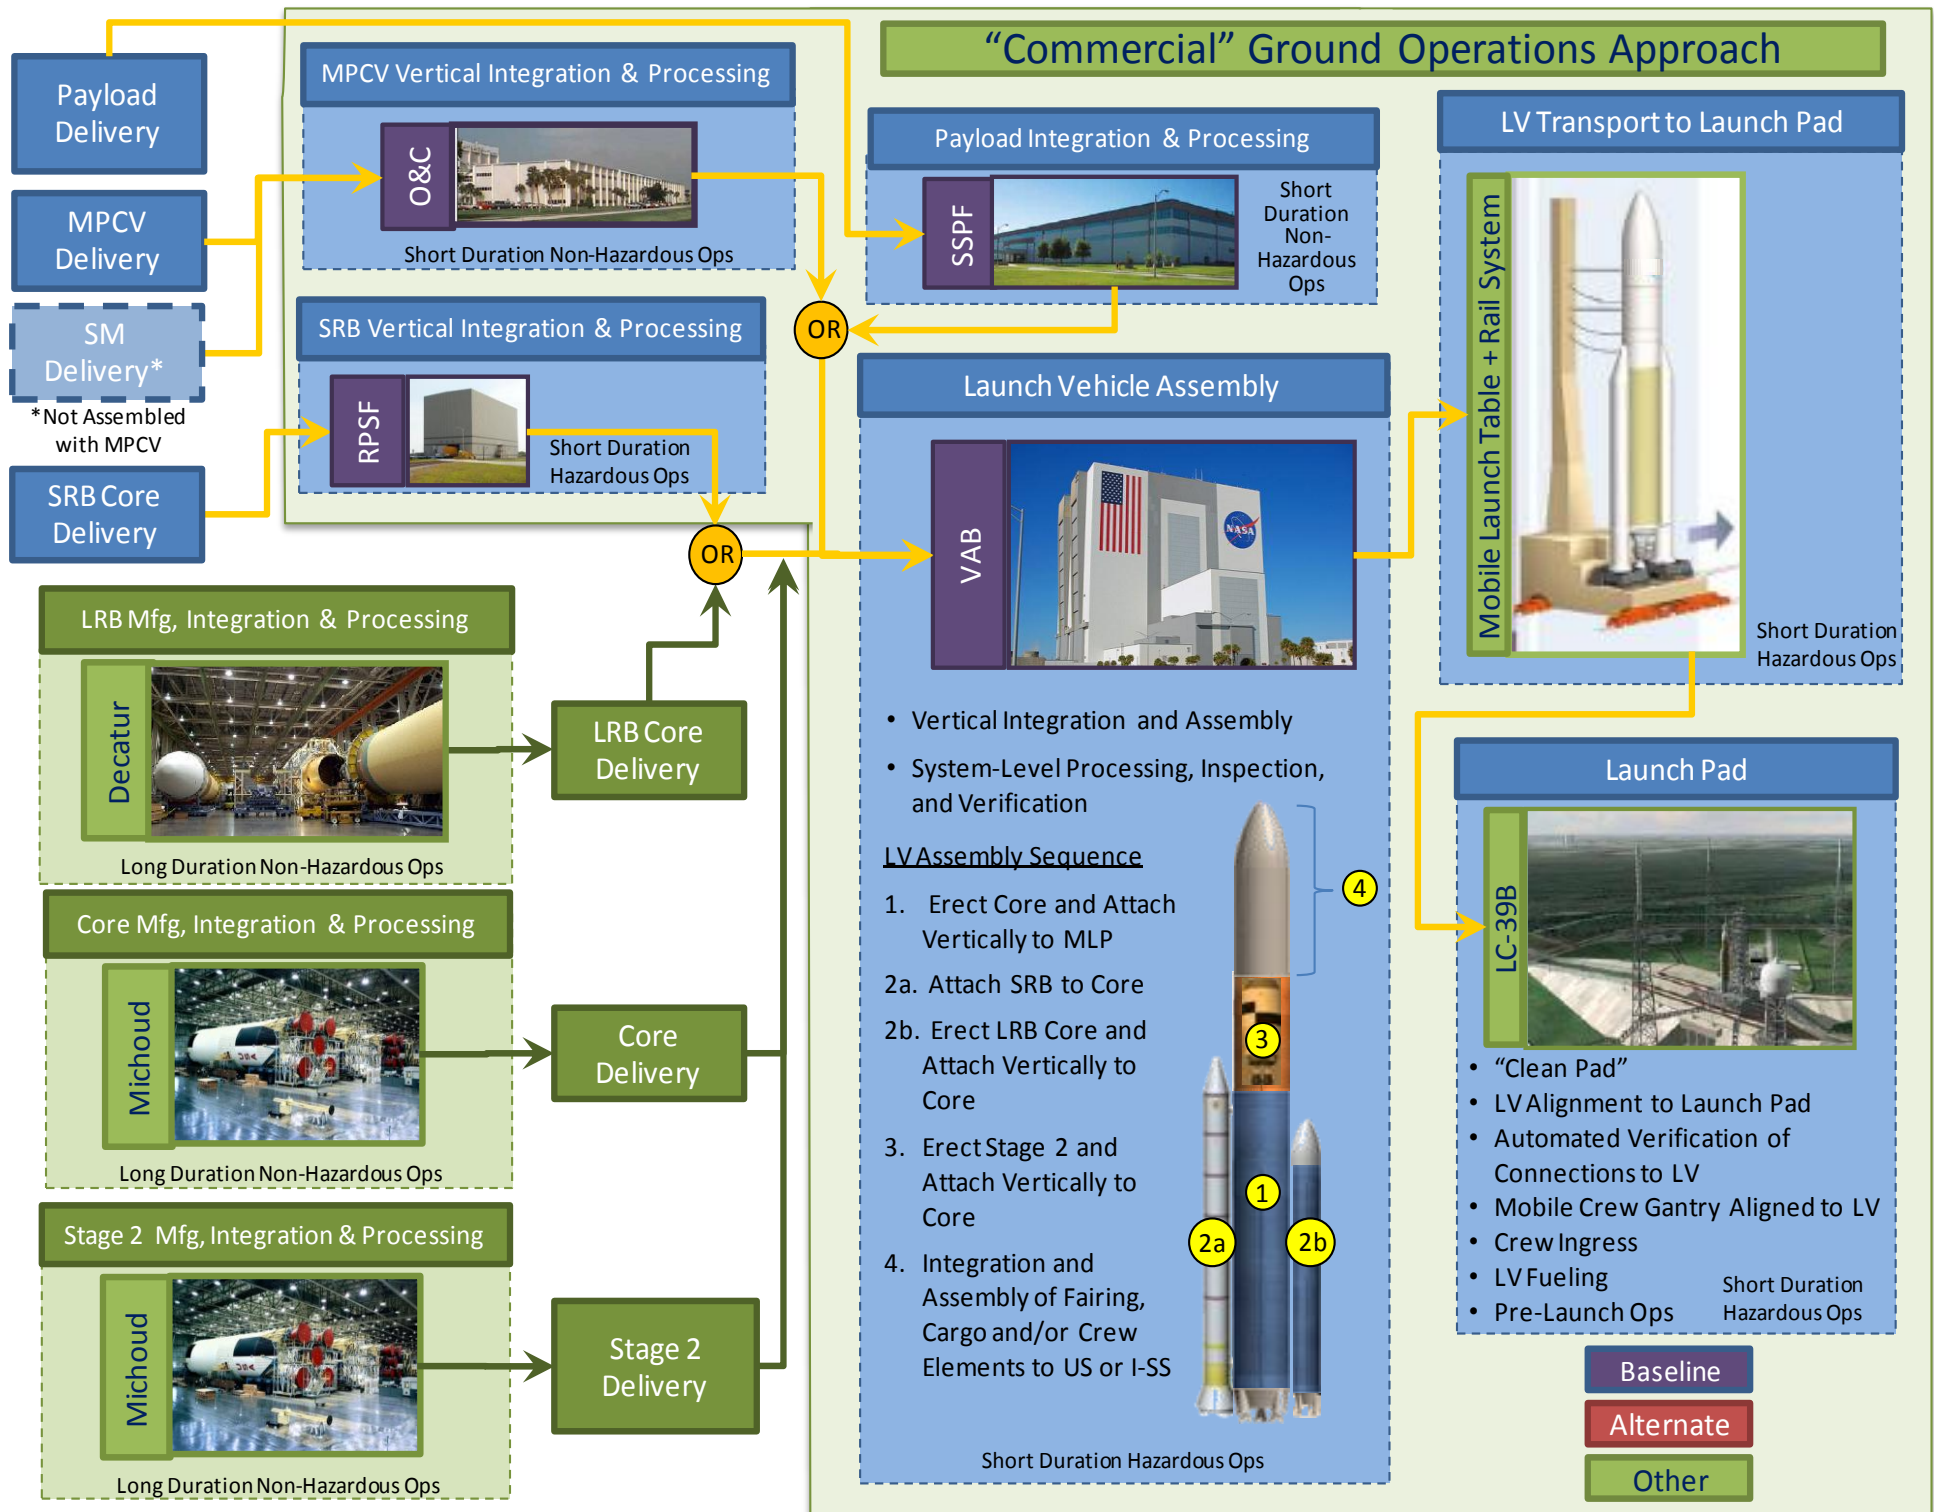 “Commercial” Ground Operations Approach
Payload
Delivery
MPCV
Delivery
SM
Delivery*
*Not Assembled
with MPCV
SRB Core
Delivery
MPCV Vertical Integration & Processing
O&C
Short Duration Non-Hazardous Ops
SRB Vertical Integration & Processing
RPSF
Short Duration
Hazardous Ops
Payload Integration & Processing
SSPF
Short
Duration
Non-
Hazardous
Ops
OR
OR
LRB Mfg, Integration & Processing
Decatur
Long Duration Non-Hazardous Ops
LRB Core
Delivery
Core Mfg, Integration & Processing
Michoud
Long Duration Non-Hazardous Ops
Core
Delivery
Stage 2 Mfg, Integration & Processing
Michoud
Long Duration Non-Hazardous Ops
Stage 2
Delivery
Launch Vehicle Assembly
VAB
NASA
• Vertical Integration and Assembly
• System-Level Processing, Inspection,
and Verification
LV Assembly Sequence
1. Erect Core and Attach
Vertically to MLP
2a. Attach SRB to Core
2b. Erect LRB Core and
Attach Vertically to
Core
3. Erect Stage 2 and
Attach Vertically to
Core
4. Integration and
Assembly of Fairing,
Cargo and/or Crew
Elements to US or I-SS
4
3
1
2a
2b
Short Duration Hazardous Ops
LV Transport to Launch Pad
Mobile Launch Table + Rail System
Short Duration
Hazardous Ops
Launch Pad
LC-39B
• “Clean Pad”
• LV Alignment to Launch Pad
• Automated Verification of
Connections to LV
• Mobile Crew Gantry Aligned to LV
• Crew Ingress
• LV Fueling
• Pre-Launch Ops
Short Duration
Hazardous Ops
Baseline
Alternate
Other